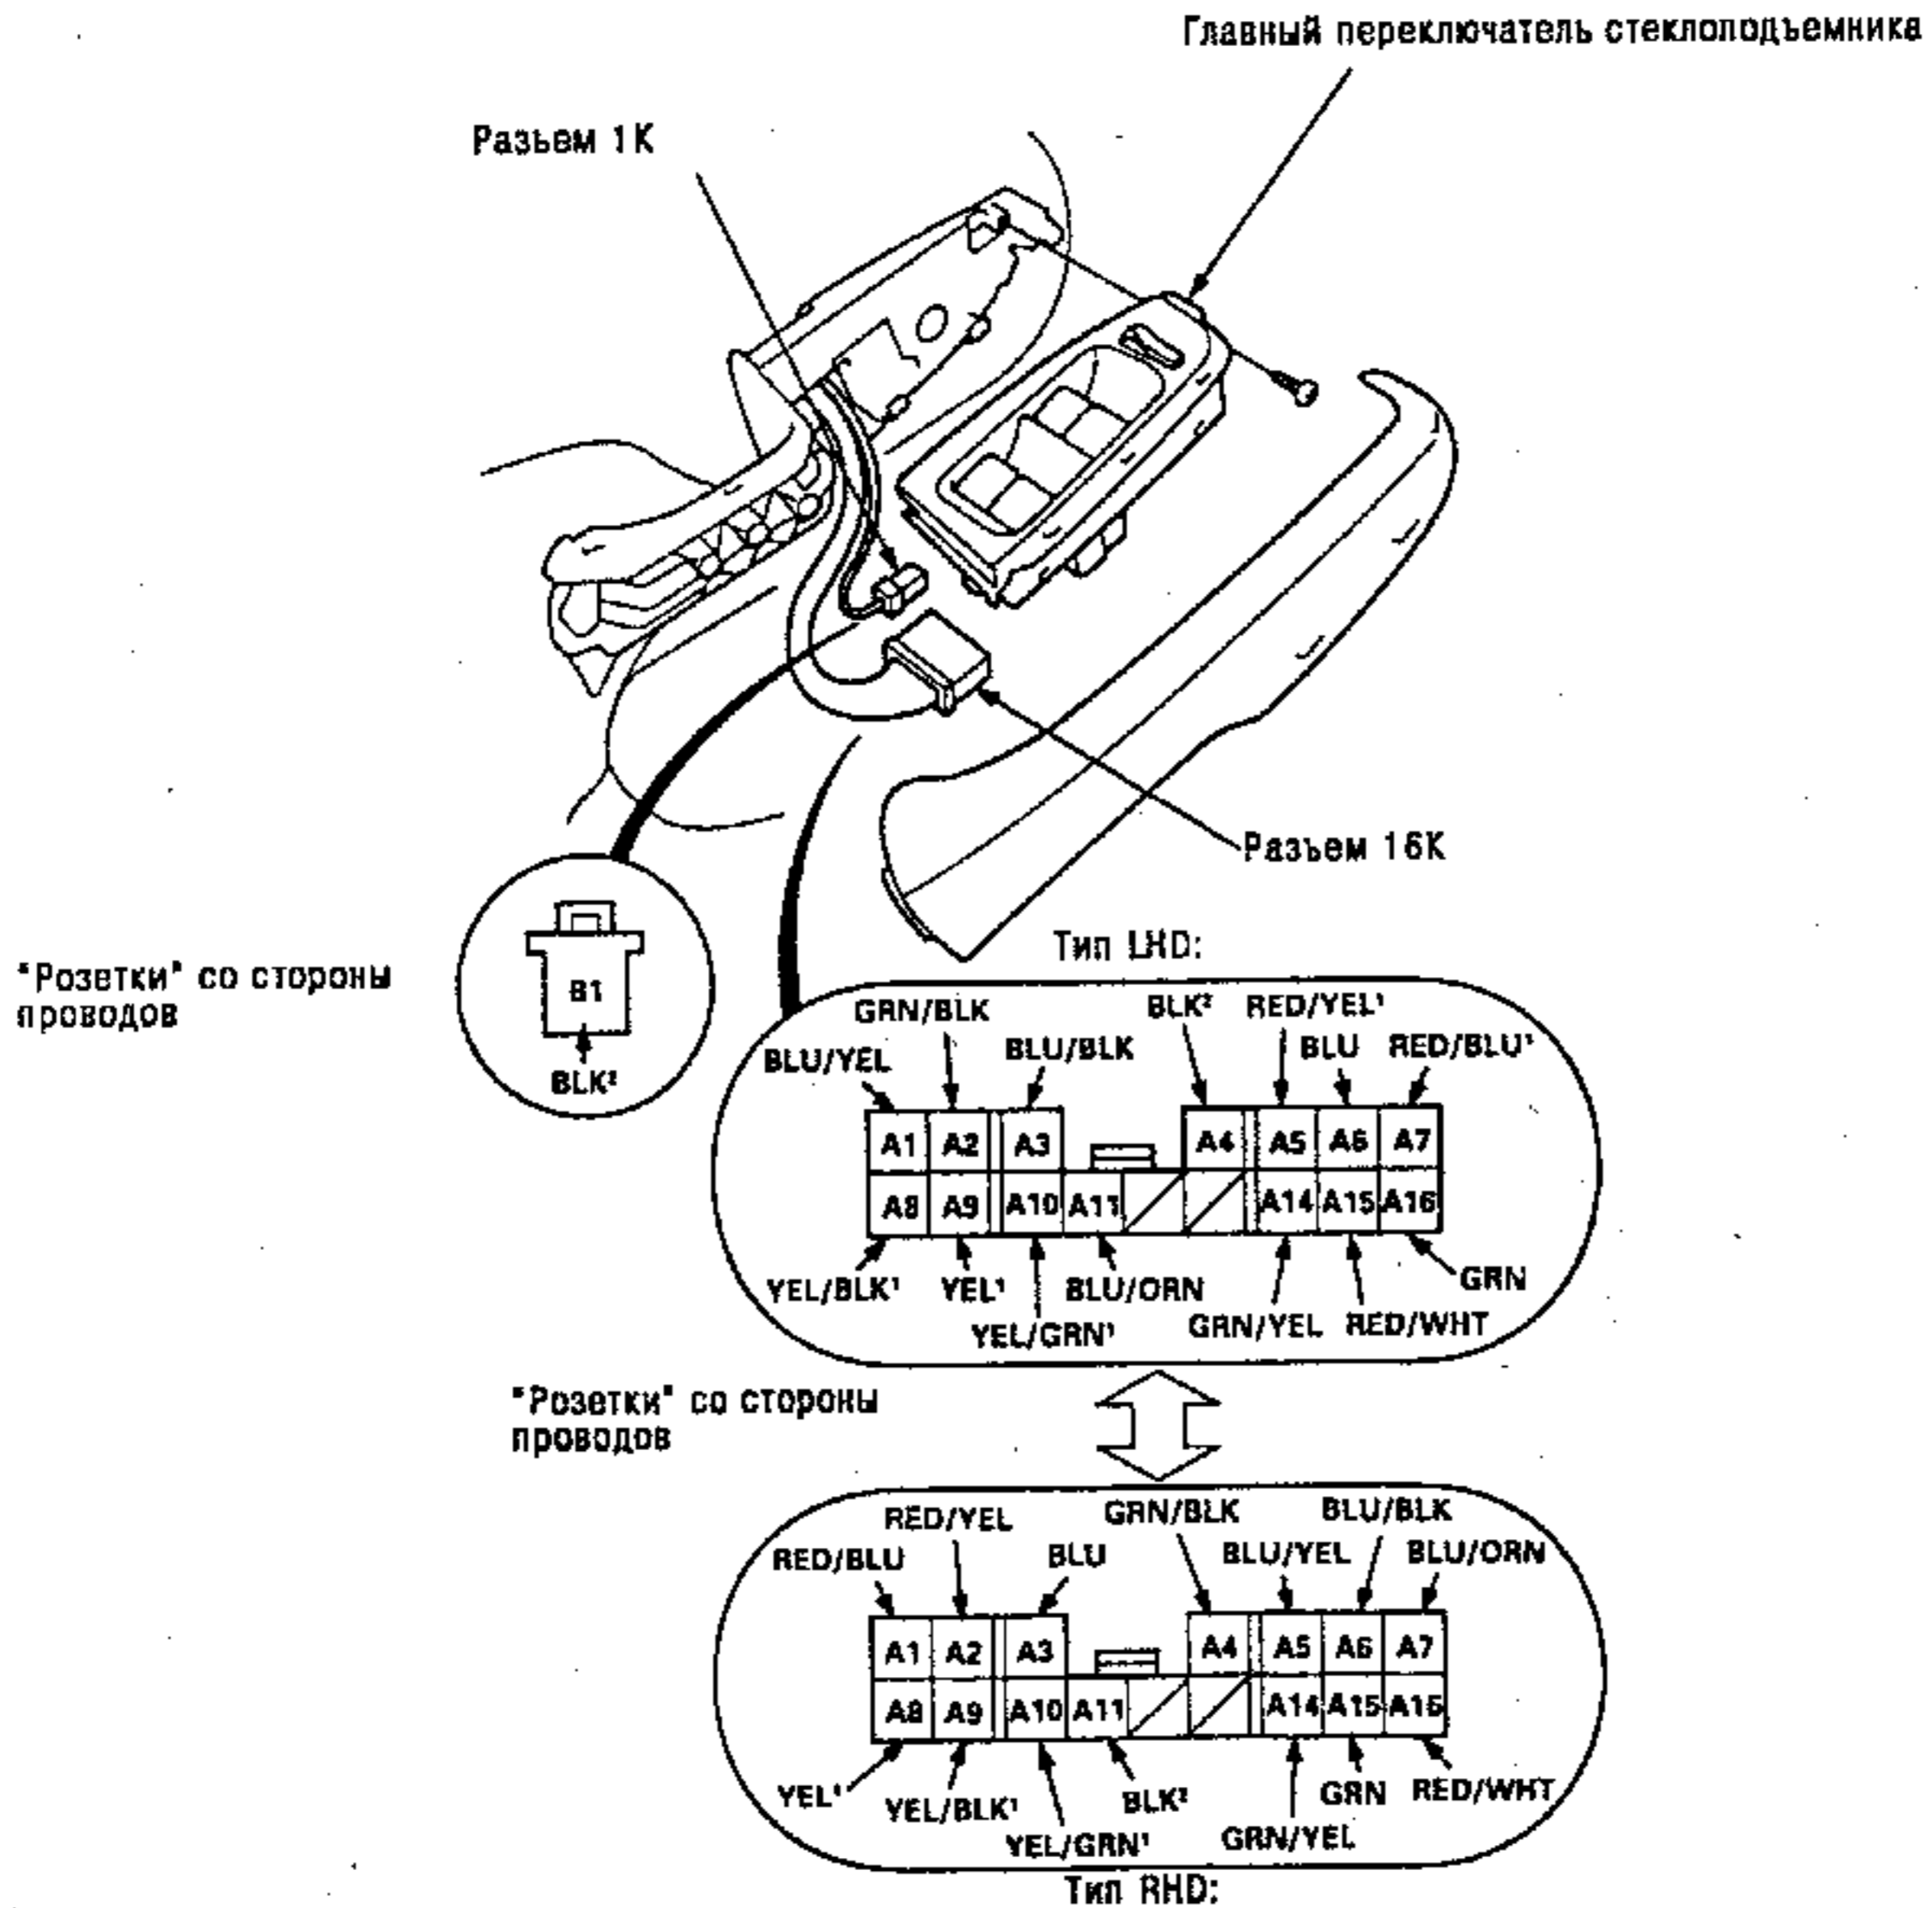 Главный переключатель стеклоподъемника
Разьем 1К
Разъем 16К
"Розетки" со стороны
проводов
B1
BLK²
Тип LHD:
GRN/BLK
BLK²
RED/YEL¹
BLU/YEL
BLU/BLK
BLU
RED/BLU¹
A1
A2
A3
A4
A5
A6
A7
A8
A9
A10
A11
A14
A15
A16
YEL/BLK¹
YEL¹
BLU/ORN
GRN
YEL/GRN¹
GRN/YEL
RED/WHT
"Розетки" со стороны
проводов
RED/YEL
GRN/BLK
BLU/BLK
RED/BLU
BLU
BLU/YEL
BLU/ORN
A1
A2
A3
A4
A5
A6
A7
A8
A9
A10
A11
A14
A15
A16
YEL¹
YEL/BLK¹
BLK²
GRN
RED/WHT
YEL/GRN¹
GRN/YEL
Тип RHD: